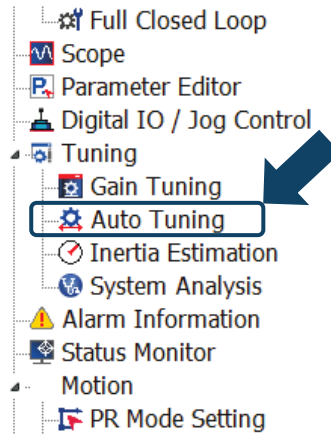 Full Closed Loop
Scope
Parameter Editor
Digital IO / Jog Control
Tuning
Gain Tuning
Auto Tuning
Inertia Estimation
System Analysis
Alarm Information
Status Monitor
Motion
PR Mode Setting